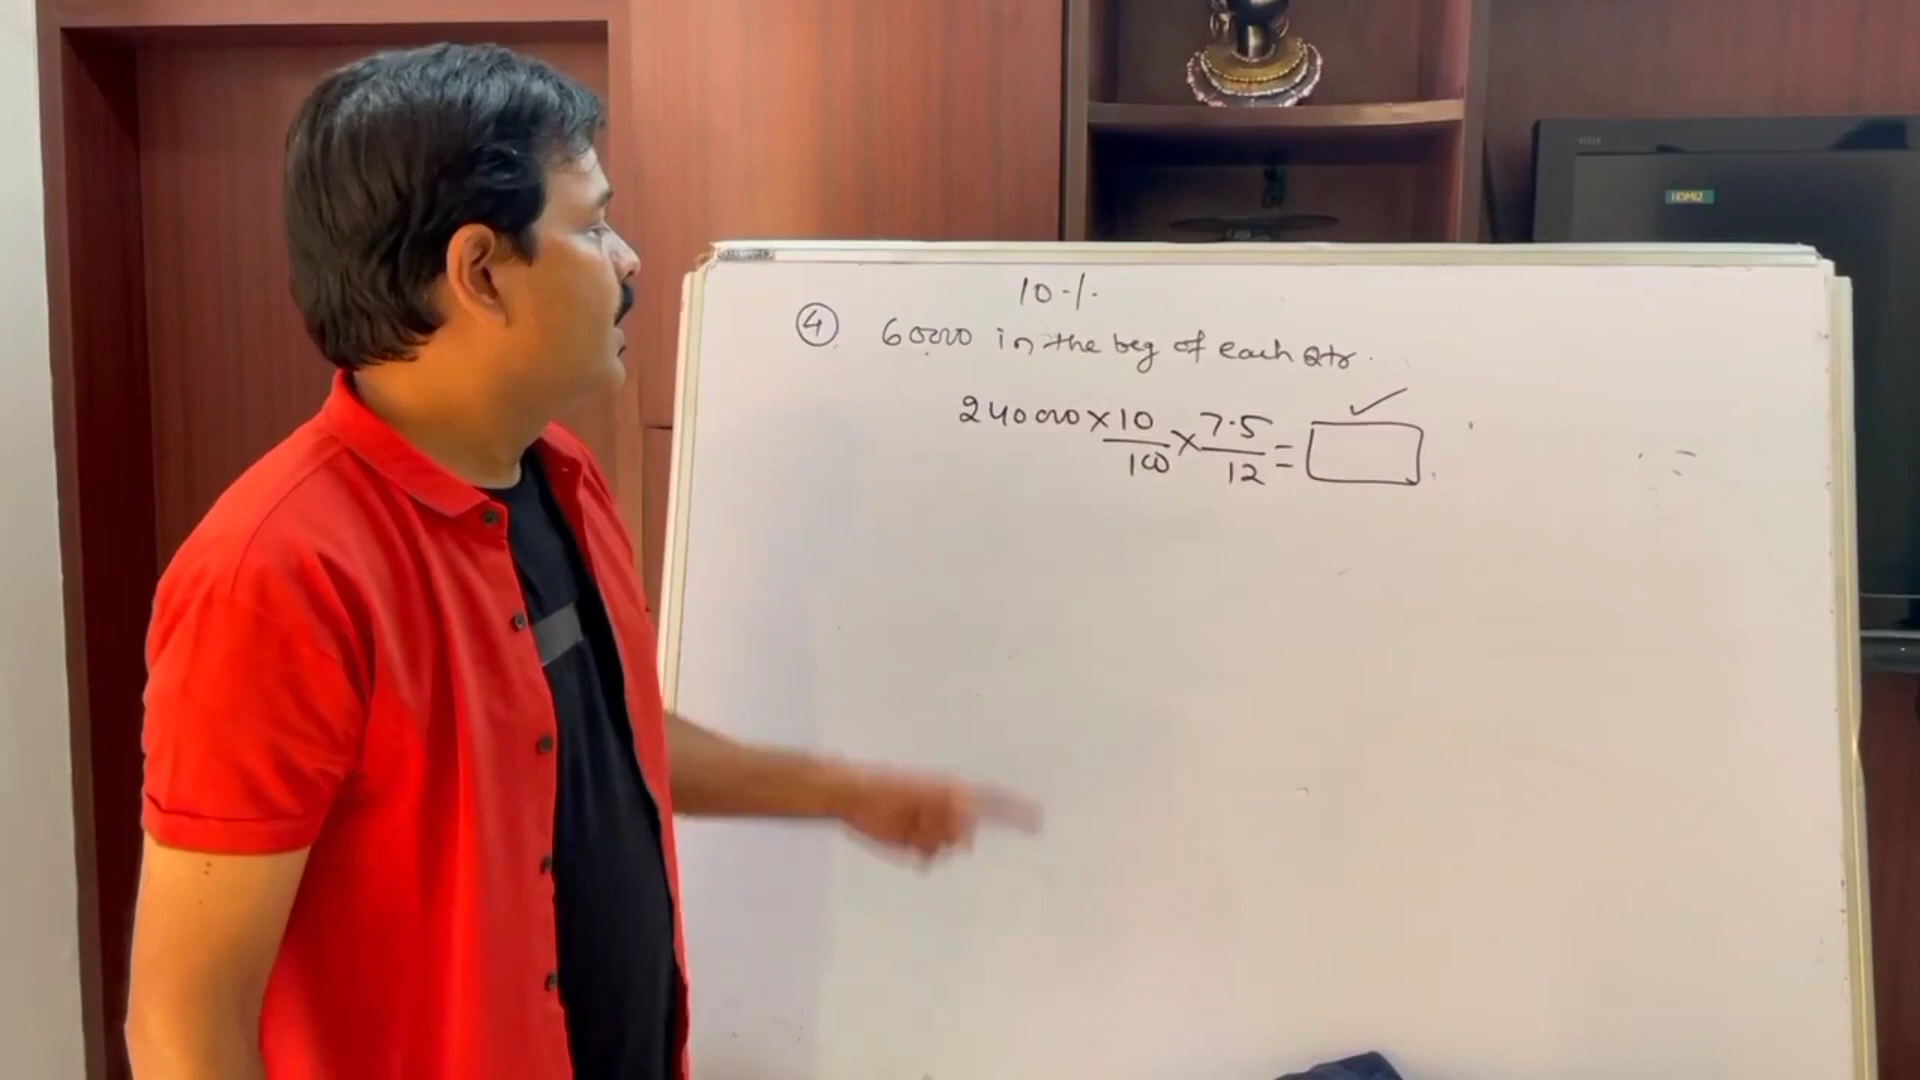 10 %
④ 60000 in the beg of each Qtr.
240000 × 10/100 × 7.5/12 =
HDMI2